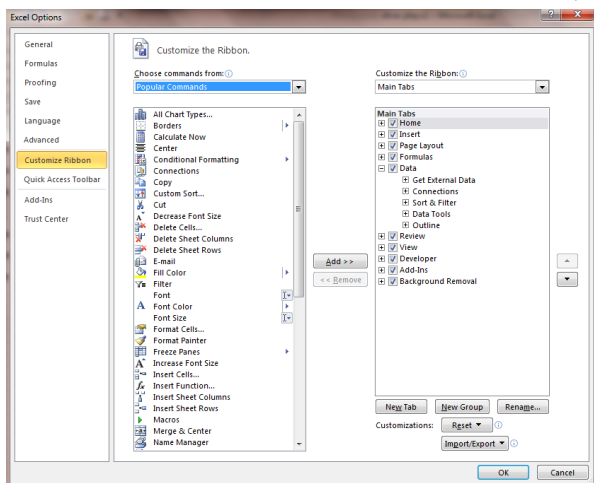 Excel Options
General
Formulas
Proofing
Save
Language
Advanced
Customize Ribbon
Quick Access Toolbar
Add-Ins
Trust Center
Customize the Ribbon.
Choose commands from:
Popular Commands
All Chart Types...
Borders
Calculate Now
Center
Conditional Formatting
Connections
Copy
Custom Sort...
Cut
Decrease Font Size
Delete Cells...
Delete Sheet Columns
Delete Sheet Rows
E-mail
Fill Color
Filter
Font
Font Color
Font Size
Format Cells...
Format Painter
Freeze Panes
Increase Font Size
Insert Cells...
Insert Function...
Insert Sheet Columns
Insert Sheet Rows
Macros
Merge & Center
Name Manager
Add >>
<< Remove
Customize the Ribbon:
Main Tabs
Main Tabs
Home
Insert
Page Layout
Formulas
Data
Get External Data
Connections
Sort & Filter
Data Tools
Outline
Review
View
Developer
Add-Ins
Background Removal
New Tab
New Group
Rename...
Customizations:
Reset
Import/Export
OK
Cancel